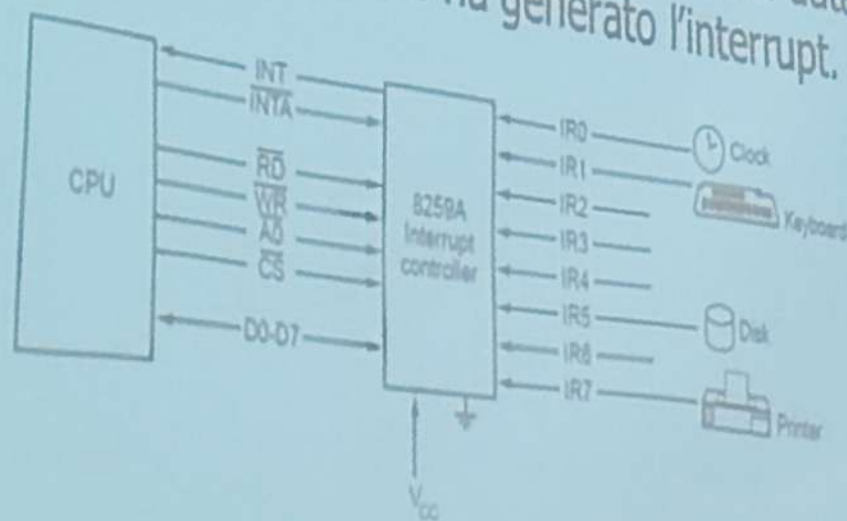 generato l'interrupt.
INT
INTA
RD
WR
A0
CS
D0-D7
CPU
8259A
Interrupt
controller
IR0
IR1
IR2
IR3
IR4
IR5
IR6
IR7
Clock
Keyboard
Disk
Printer
VCC